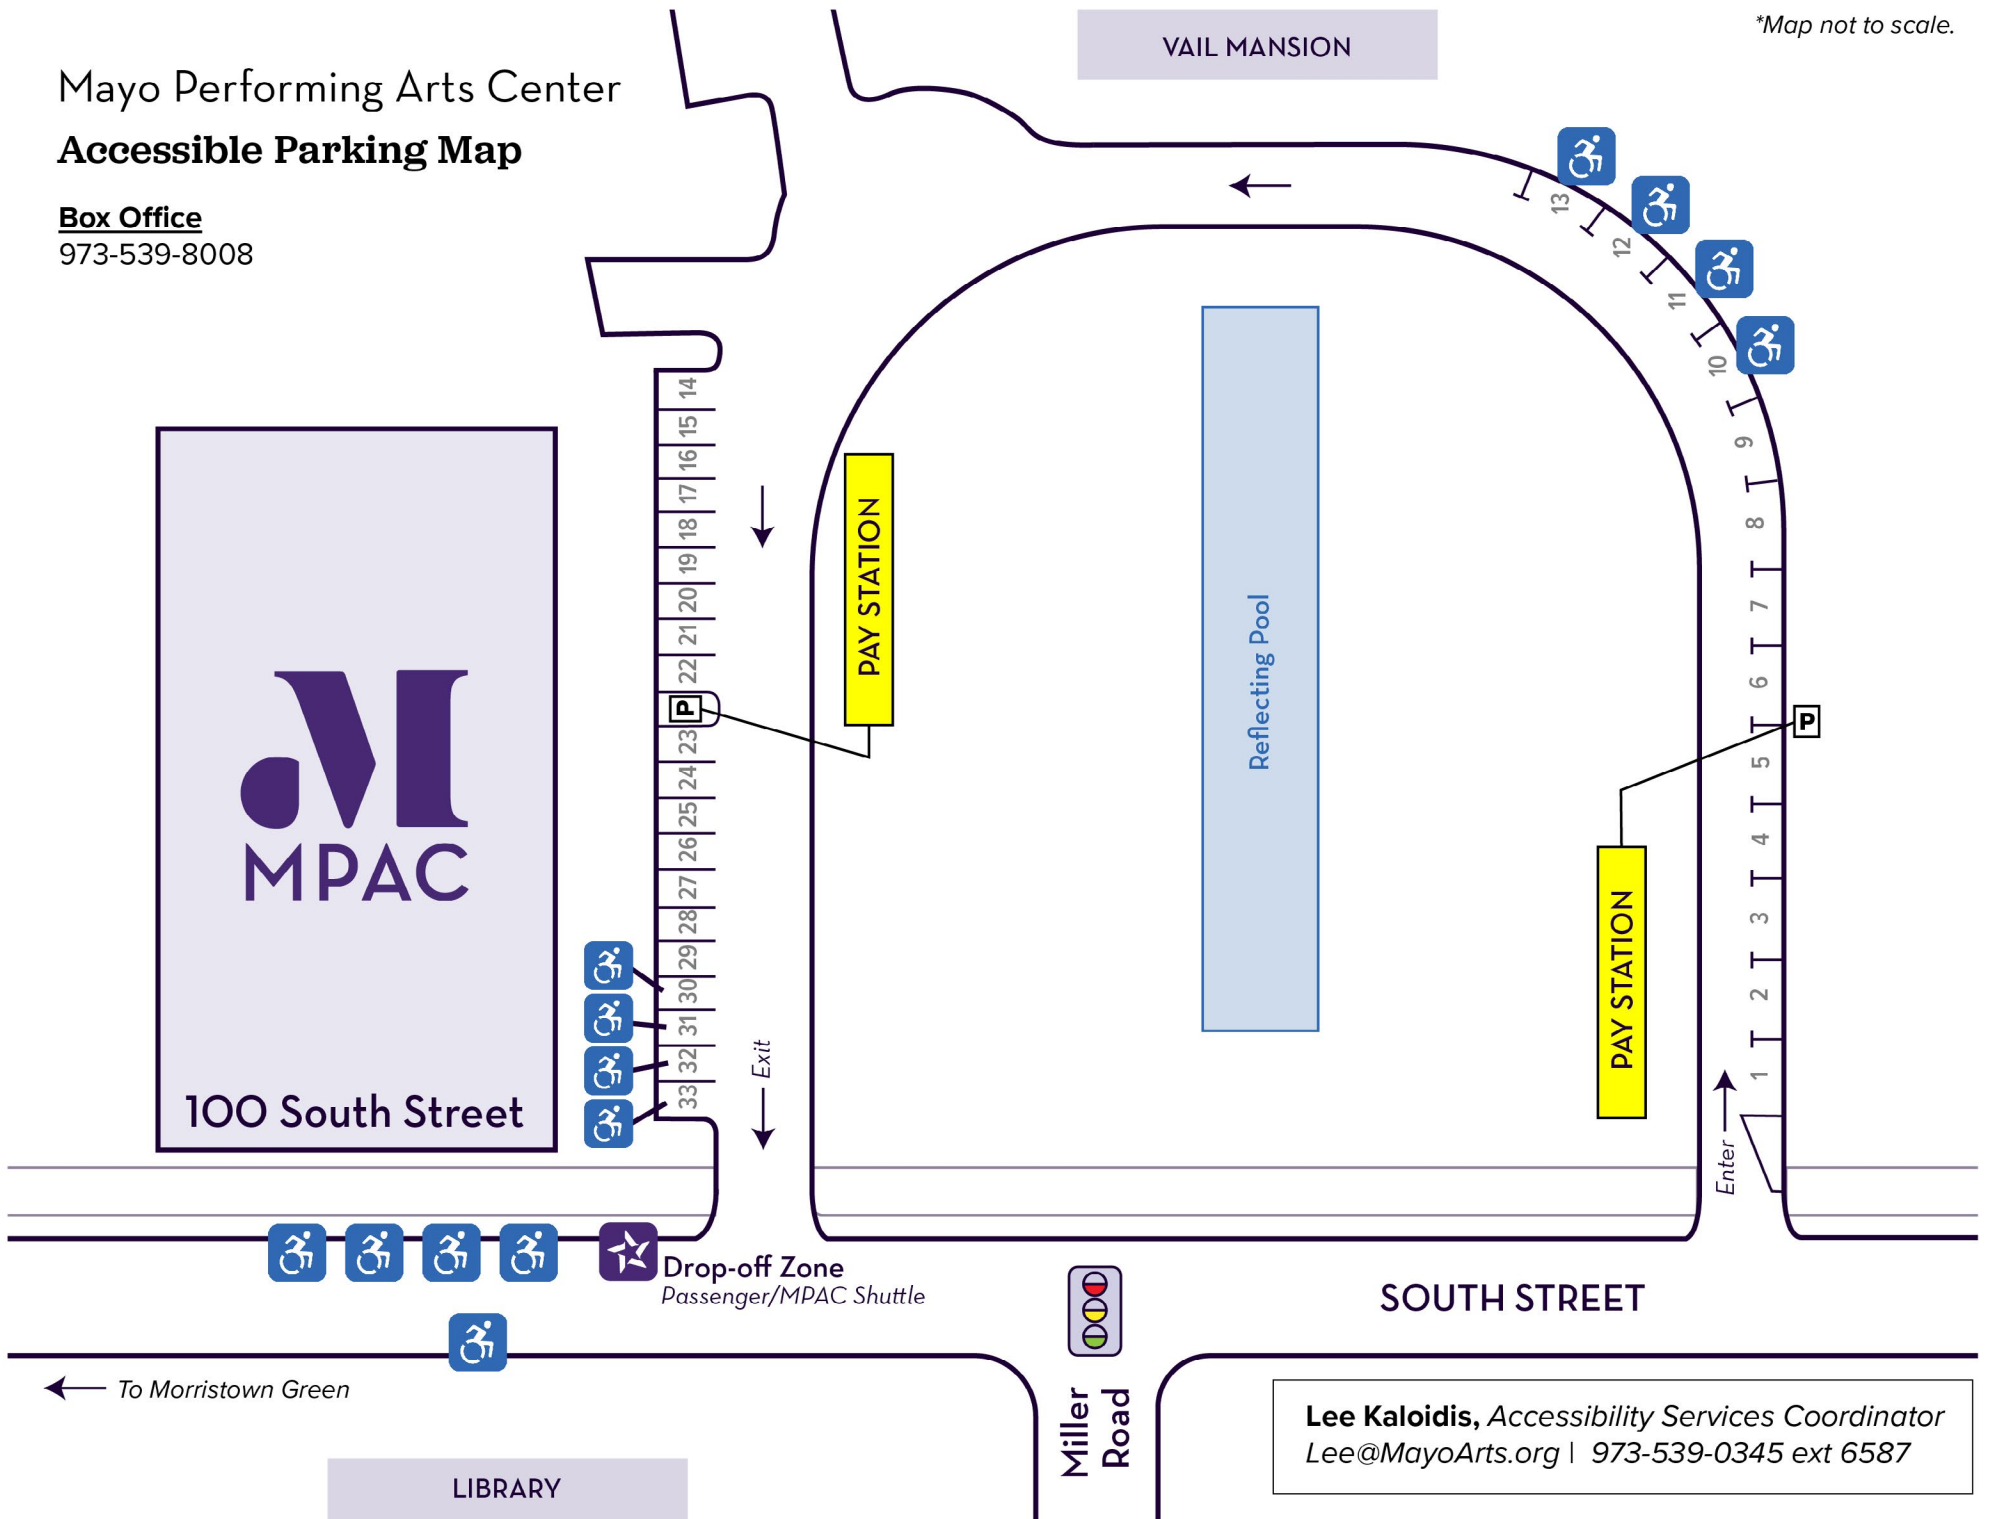 *Map not to scale.
VAIL MANSION
Mayo Performing Arts Center
Accessible Parking Map
Box Office
973-539-8008
13
12
11
10
9
8
7
6
P
5
4
3
2
1
Enter
14
15
16
17
18
19
20
21
22
P
23
24
25
26
27
28
29
30
31
32
33
Exit
PAY STATION
Reflecting Pool
PAY STATION
M
MPAC
100 South Street
Drop-off Zone
Passenger/MPAC Shuttle
SOUTH STREET
To Morristown Green
Miller
Road
LIBRARY
Lee Kaloidis, Accessibility Services Coordinator
Lee@MayoArts.org | 973-539-0345 ext 6587